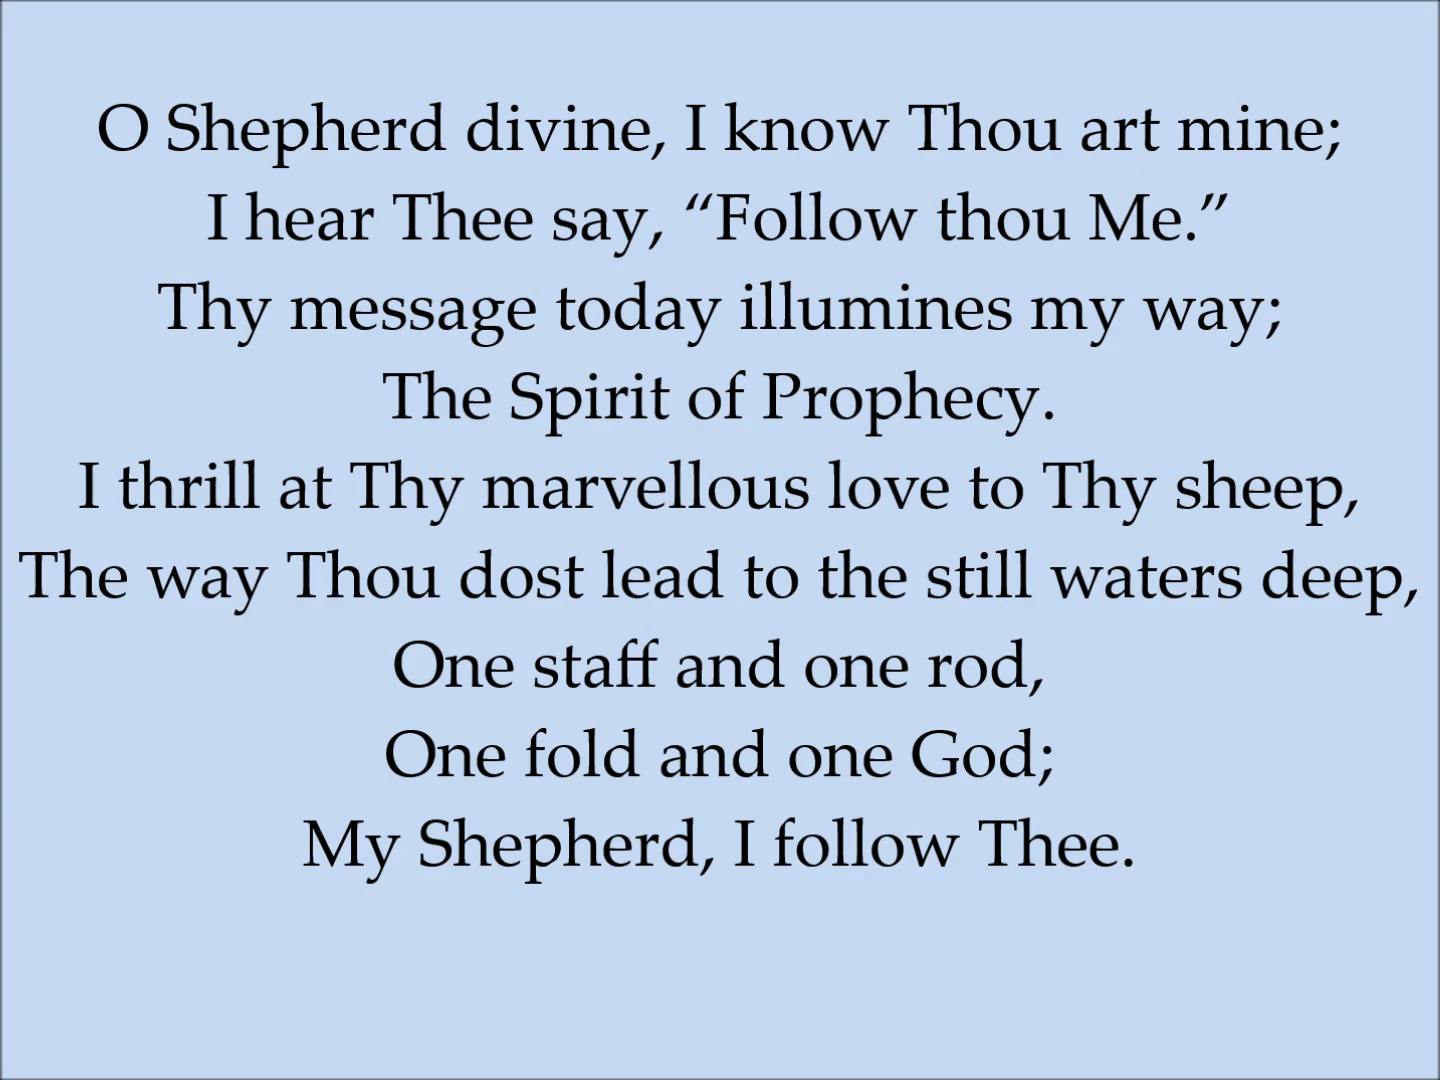 O Shepherd divine, I know Thou art mine;
I hear Thee say, “Follow thou Me.”
Thy message today illumines my way;
The Spirit of Prophecy.
I thrill at Thy marvellous love to Thy sheep,
The way Thou dost lead to the still waters deep,
One staff and one rod,
One fold and one God;
My Shepherd, I follow Thee.